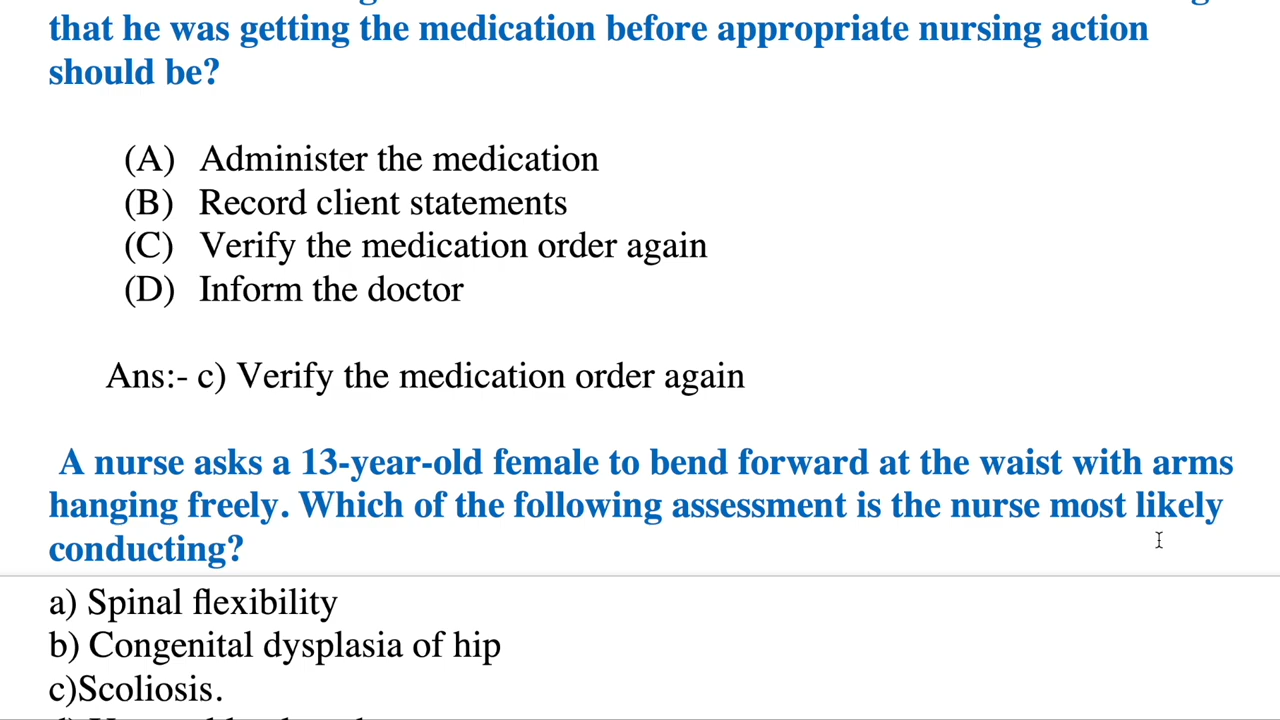 that he was getting the medication before appropriate nursing action
should be?
(A) Administer the medication
(B) Record client statements
(C) Verify the medication order again
(D) Inform the doctor
Ans:- c) Verify the medication order again
A nurse asks a 13-year-old female to bend forward at the waist with arms
hanging freely. Which of the following assessment is the nurse most likely
conducting?
a) Spinal flexibility
b) Congenital dysplasia of hip
c)Scoliosis.